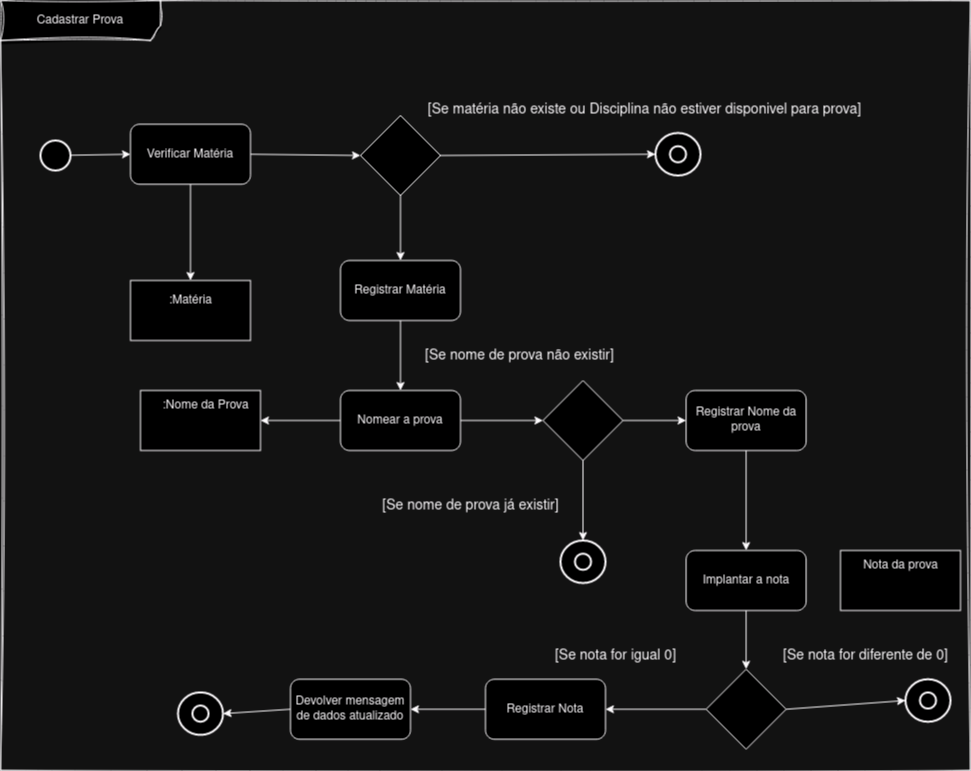 Cadastrar Prova
[Se matéria não existe ou Disciplina não estiver disponivel para prova]
Verificar Matéria
:Matéria
Registrar Matéria
[Se nome de prova não existir]
:Nome da Prova
Nomear a prova
Registrar Nome da
prova
[Se nome de prova já existir]
Implantar a nota
Nota da prova
[Se nota for igual 0]
[Se nota for diferente de 0]
Devolver mensagem
de dados atualizado
Registrar Nota